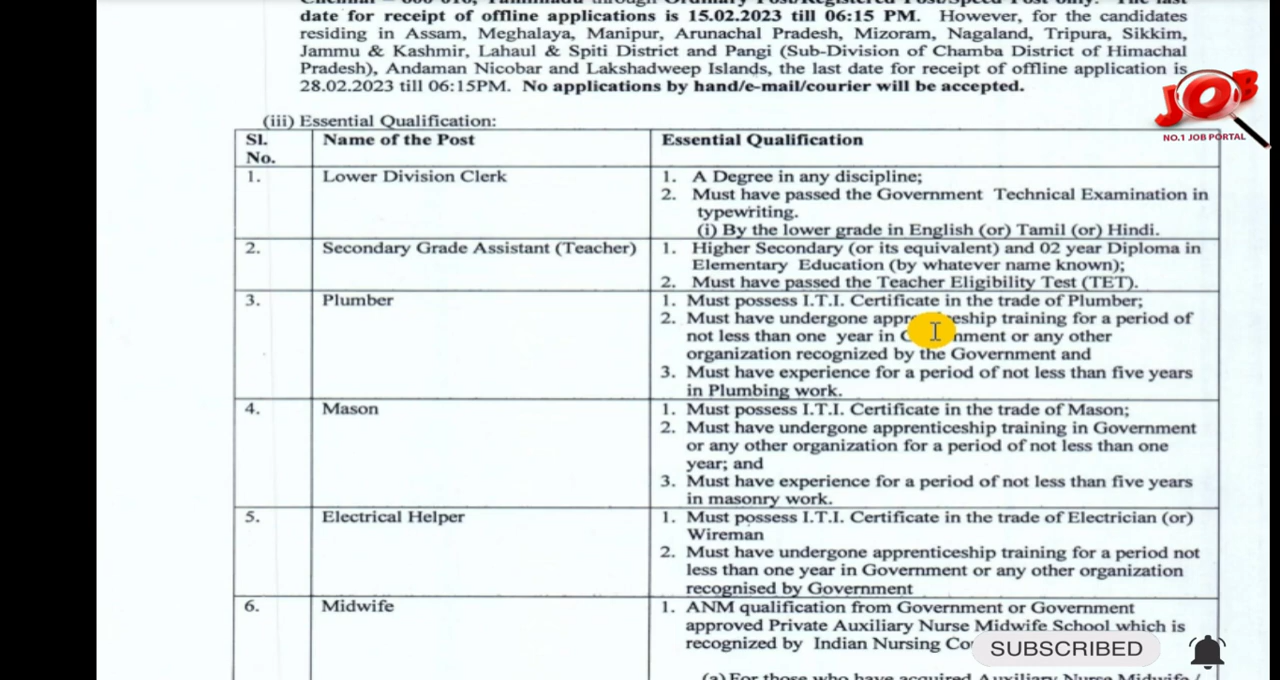 date for receipt of offline applications is 15.02.2023 till 06:15 PM. However, for the candidates
residing in Assam, Meghalaya, Manipur, Arunachal Pradesh, Mizoram, Nagaland, Tripura, Sikkim,
Jammu & Kashmir, Lahaul & Spiti District and Pangi (Sub-Division of Chamba District of Himachal
Pradesh), Andaman Nicobar and Lakshadweep Islands, the last date for receipt of offline application is
28.02.2023 till 06:15PM. No applications by hand/e-mail/courier will be accepted.
JOB
NO.1 JOB PORTAL
(iii) Essential Qualification:
Sl. No.
Name of the Post
Essential Qualification
1.
Lower Division Clerk
1. A Degree in any discipline;
2. Must have passed the Government Technical Examination in
typewriting.
(i) By the lower grade in English (or) Tamil (or) Hindi.
2.
Secondary Grade Assistant (Teacher)
1. Higher Secondary (or its equivalent) and 02 year Diploma in
Elementary Education (by whatever name known);
2. Must have passed the Teacher Eligibility Test (TET).
3.
Plumber
1. Must possess I.T.I. Certificate in the trade of Plumber;
2. Must have undergone training for a period of
not less than one year in or any other
organization recognized by the Government and
3. Must have experience for a period of not less than five years
in Plumbing work.
4.
Mason
1. Must possess I.T.I. Certificate in the trade of Mason;
2. Must have undergone apprenticeship training in Government
or any other organization for a period of not less than one
year; and
3. Must have experience for a period of not less than five years
in masonry work.
5.
Electrical Helper
1. Must possess I.T.I. Certificate in the trade of Electrician (or)
Wireman
2. Must have undergone apprenticeship training for a period not
less than one year in Government or any other organization
recognised by Government
6.
Midwife
1. ANM qualification from Government or Government
approved Private Auxiliary Nurse Midwife School which is
recognized by Indian Nursing
SUBSCRIBED